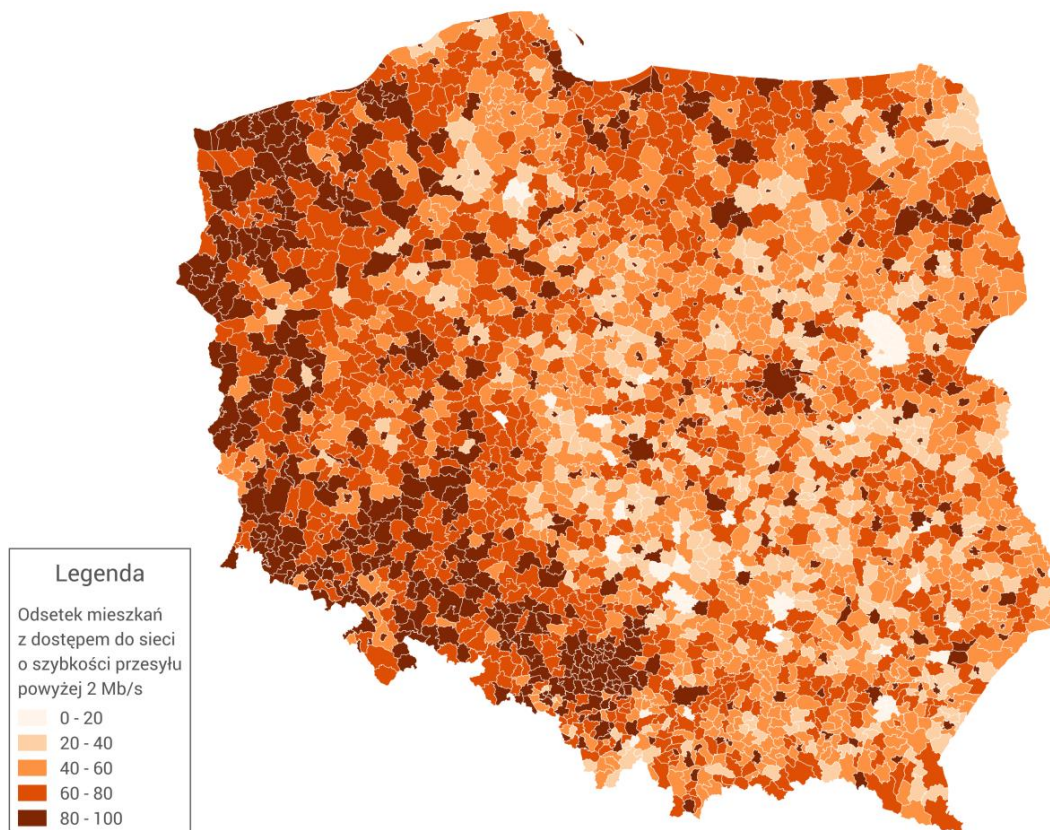 Legenda
Odsetek mieszkań
z dostępem do sieci
o szybkości przesyłu
powyżej 2 Mb/s
0 - 20
20 - 40
40 - 60
60 - 80
80 - 100